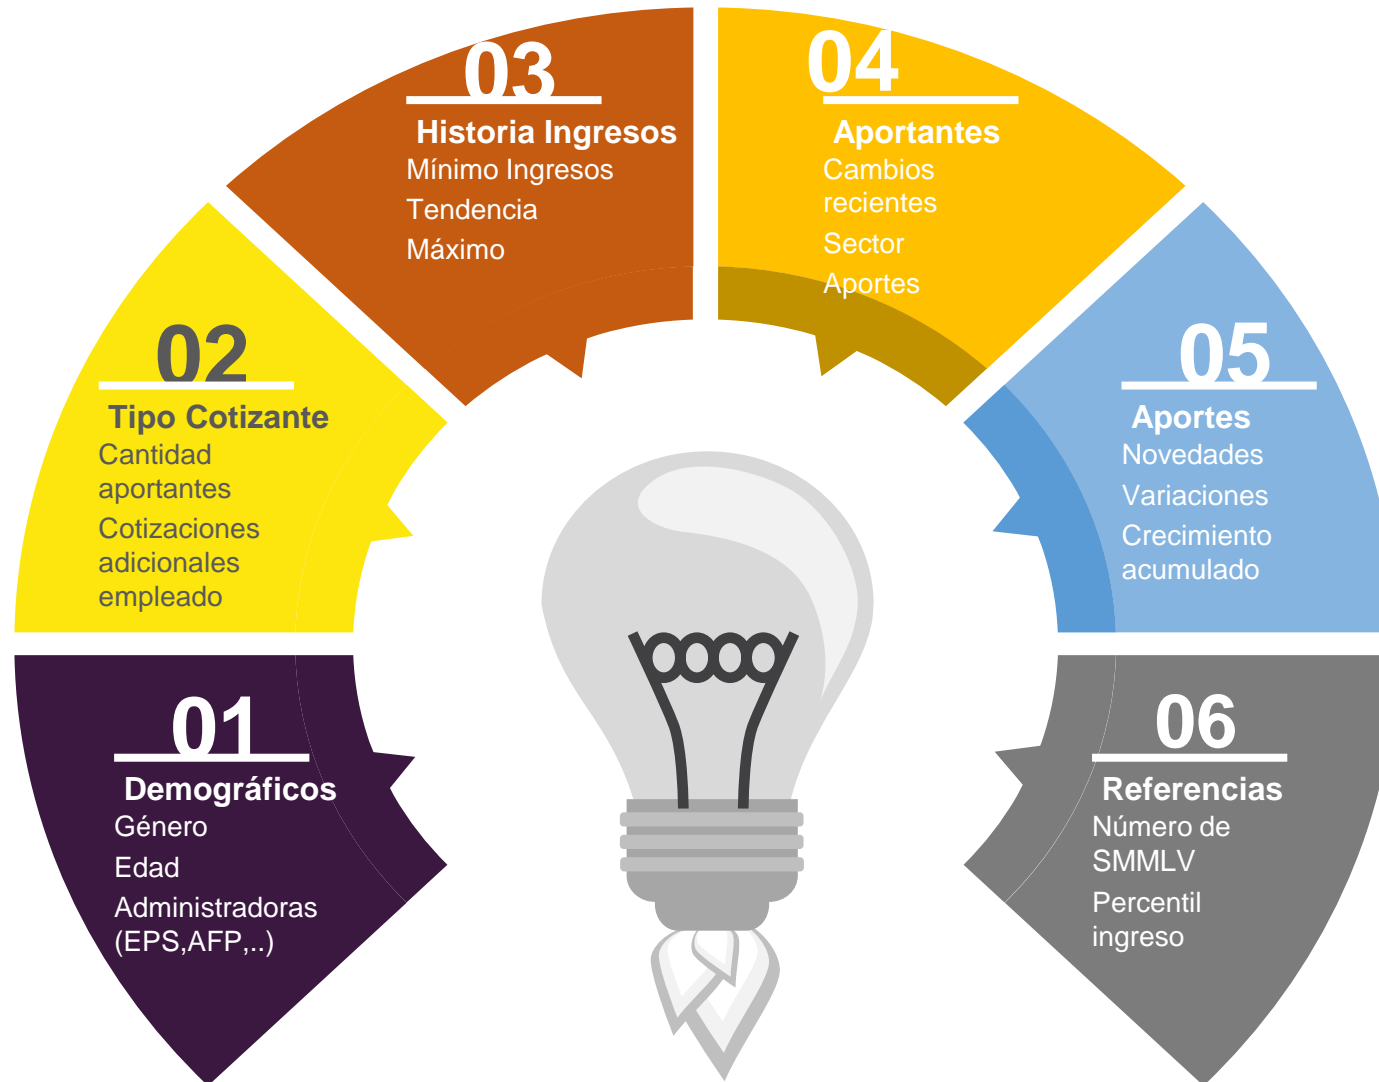 01
Demográficos
Género
Edad
Administradoras
(EPS,AFP,..)
02
Tipo Cotizante
Cantidad
aportantes
Cotizaciones
adicionales
empleado
03
Historia Ingresos
Mínimo Ingresos
Tendencia
Máximo
04
Aportantes
Cambios
recientes
Sector
Aportes
05
Aportes
Novedades
Variaciones
Crecimiento
acumulado
06
Referencias
Número de
SMMLV
Percentil
ingreso